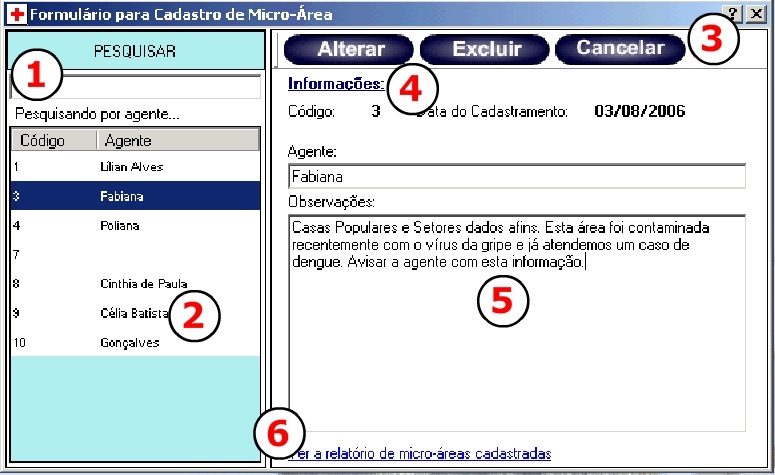 Formulário para Cadastro de Micro-Área
? X
PESQUISAR
Alterar Excluir Cancelar
3
1
Informações:
4
Pesquisando por agente...
Código: 3 Data do Cadastramento: 03/08/2006
Código Agente
Agente:
1 Lílian Alves
Fabiana
3 Fabiana
Observações:
4 Poliana
Casas Populares e Setores dados afins. Esta área foi contaminada
recentemente com o vírus da gripe e já atendemos um caso de
dengue. Avisar a agente com esta informação.
7
8 Cinthia de Paula
5
9 Célia Batista
2
10 Gonçalves
6
Ver a relatório de micro-áreas cadastradas